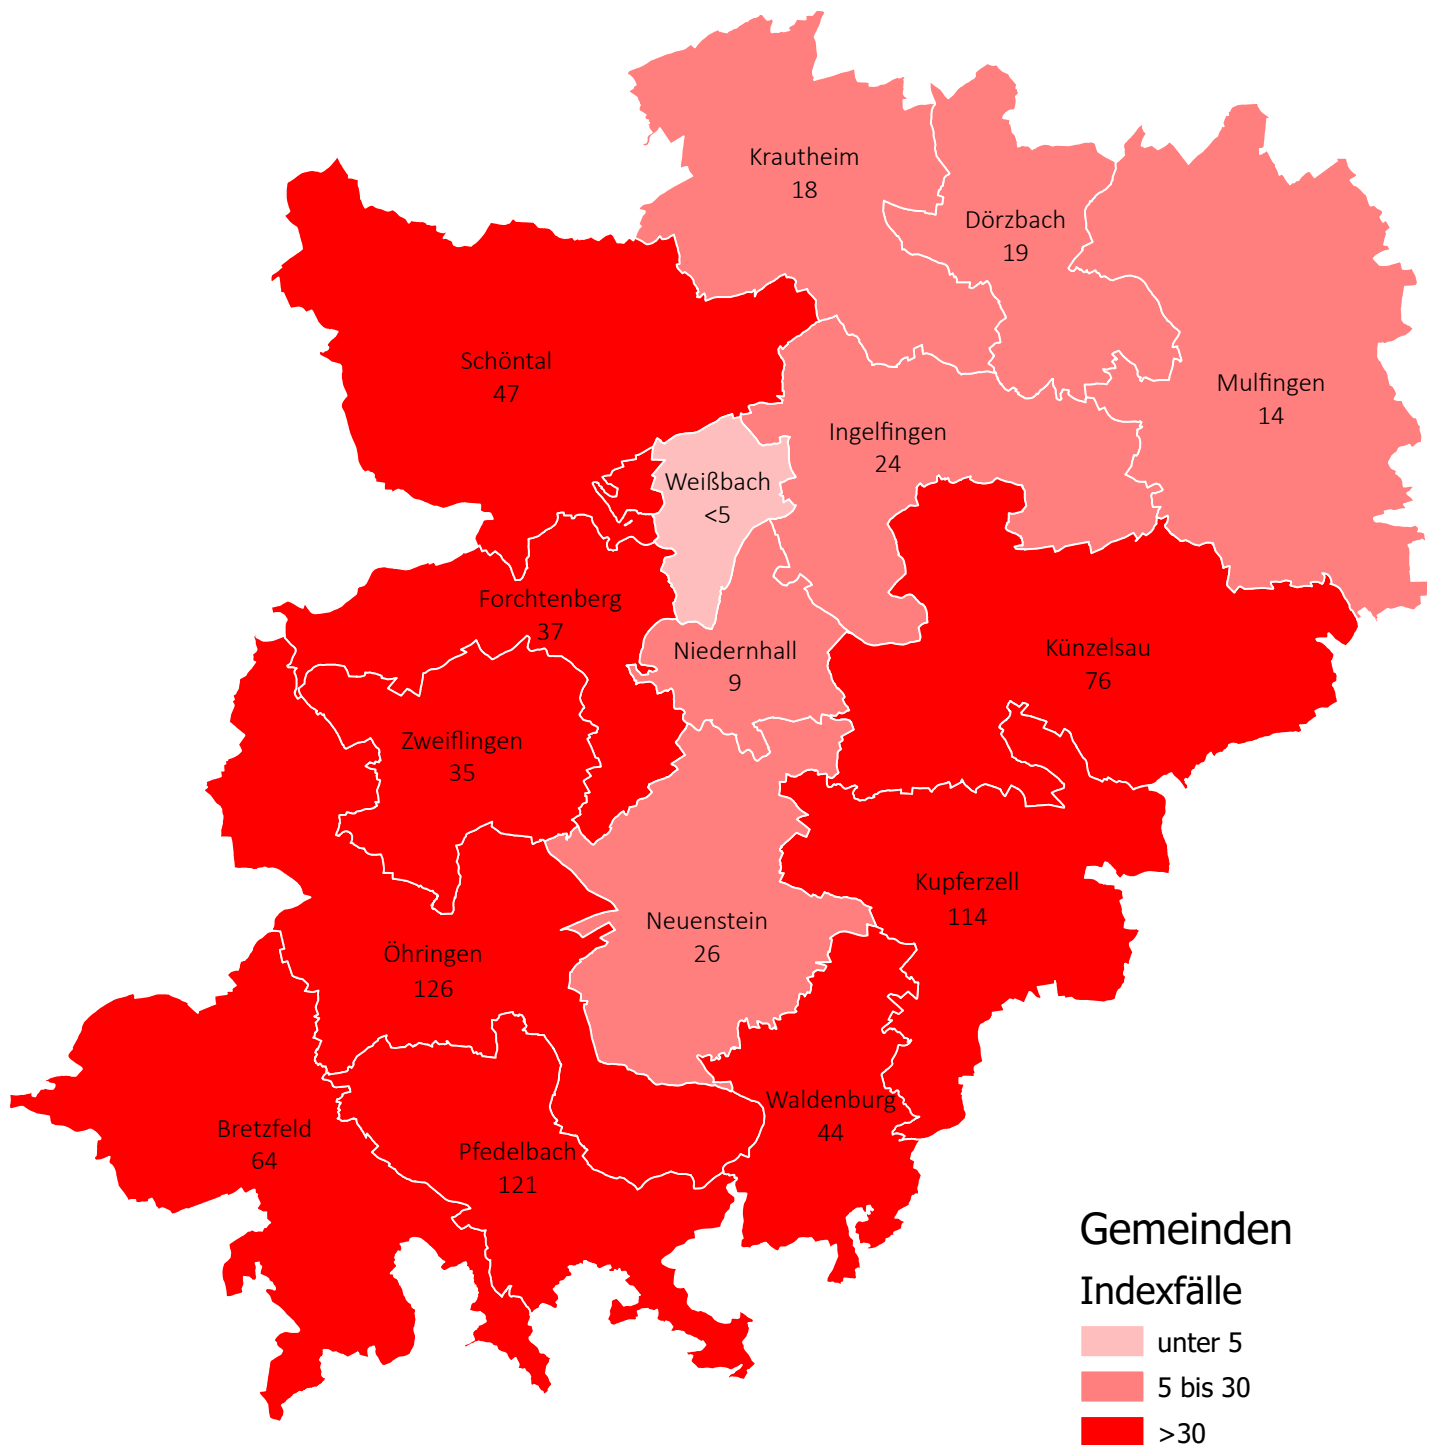 Krautheim
18
Dörzbach
19
Schöntal
47
Mulfingen
14
Ingelfingen
24
Weißbach
<5
Forchtenberg
37
Niedernhall
9
Künzelsau
76
Zweiflingen
35
Kupferzell
114
Neuenstein
26
Öhringen
126
Waldenburg
44
Bretzfeld
64
Pfedelbach
121
Gemeinden
Indexfälle
unter 5
5 bis 30
>30